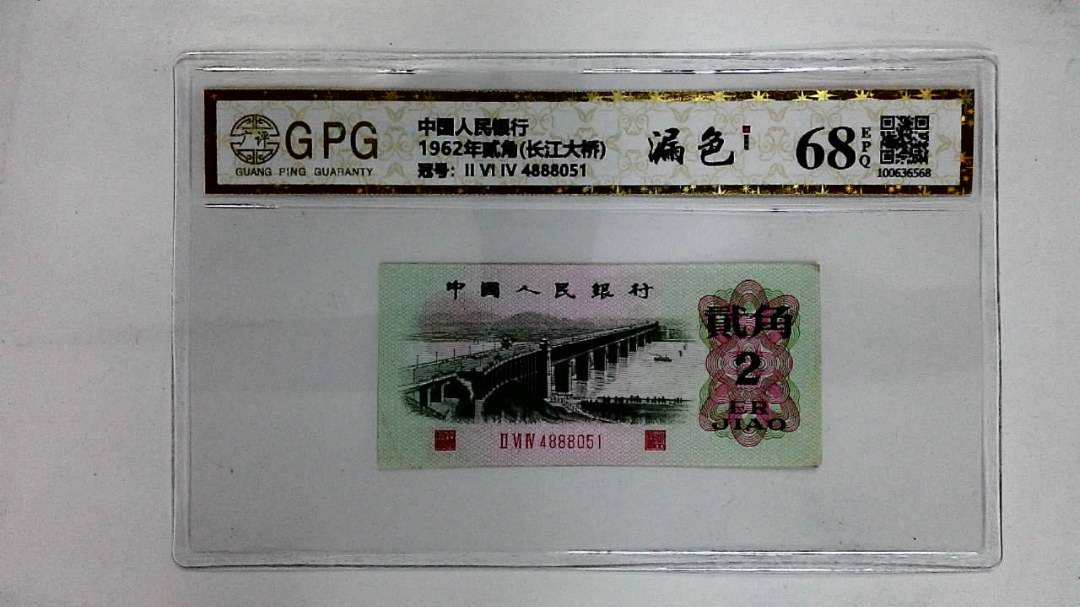 广评
GPG
GUANG PING GUARANTY
中国人民银行
1962年贰角(长江大桥)
冠号: II VI IV 4888051
漏色
68
EPQ
100636568
中國人民銀行
貳角
2
ER
JIAO
II VI IV 4888051